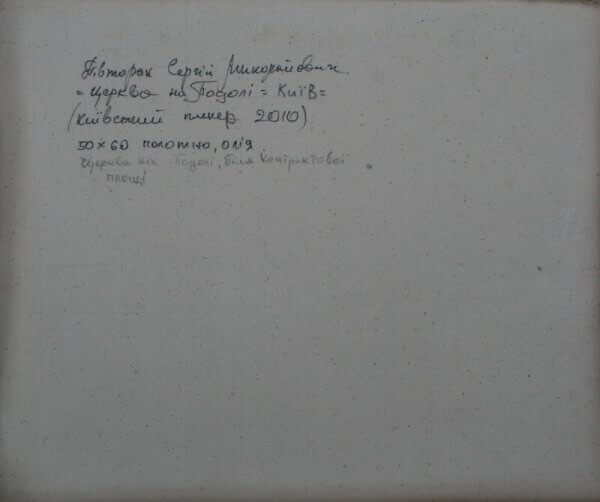 Півторак Сергій Миколайович
= Церква на Подолі = Київ =
(Київський пленер 2010)
50 x 60 полотно, олія
Церква на Подолі, біля Контрактової
площі